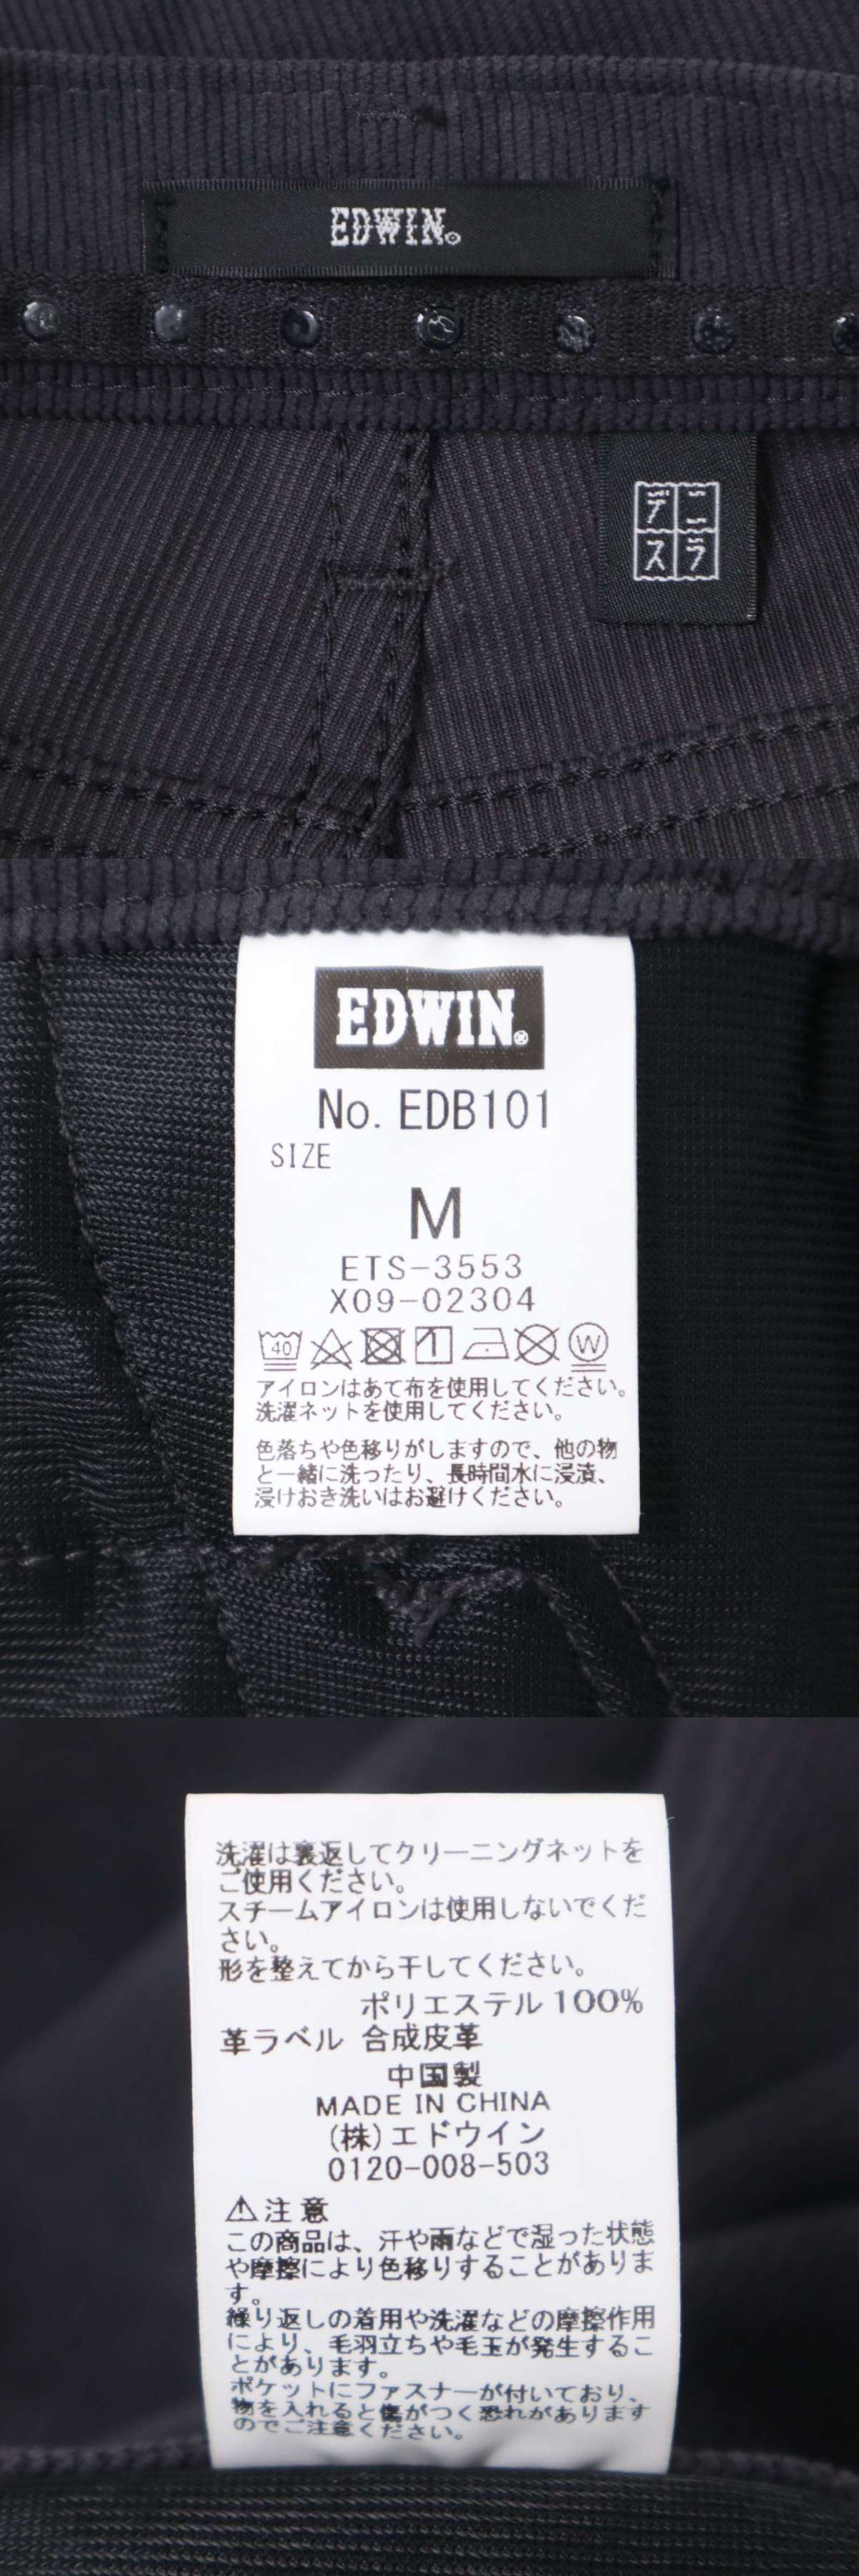 EDWIN®
デニ
スラ
EDWIN®
No. EDB101
SIZE
M
ETS-3553
X09-02304
40 W
アイロンはあて布を使用してください。
洗濯ネットを使用してください。
色落ちや色移りがしますので、他の物
と一緒に洗ったり、長時間水に浸漬、
浸けおき洗いはお避けください。
洗濯は裏返してクリーニングネットを
ご使用ください。
スチームアイロンは使用しないでくだ
さい。
形を整えてから干してください。
ポリエステル 100%
革ラベル 合成皮革
中国製
MADE IN CHINA
(株)エドウイン
0120-008-503
⚠注意
この商品は、汗や雨などで湿った状態
や摩擦により色移りすることがありま
す。
繰り返しの着用や洗濯などの摩擦作用
により、毛羽立ちや毛玉が発生するこ
とがあります。
ポケットにファスナーが付いており、
物を入れると傷がつく恐れがあります
のでご注意ください。